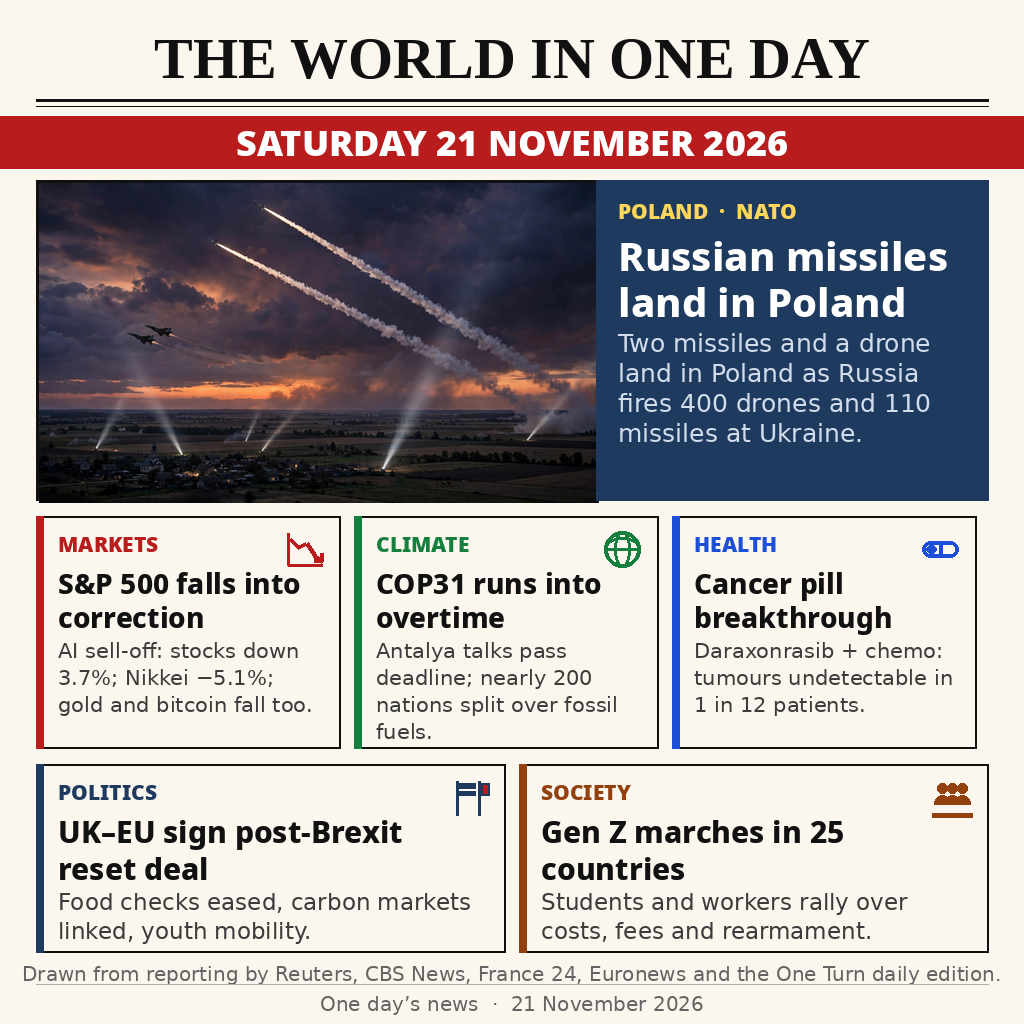 THE WORLD IN ONE DAY
SATURDAY 21 NOVEMBER 2026
POLAND · NATO
Russian missiles
land in Poland
Two missiles and a drone
land in Poland as Russia
fires 400 drones and 110
missiles at Ukraine.
MARKETS
S&P 500 falls into
correction
AI sell-off: stocks down
3.7%; Nikkei −5.1%;
gold and bitcoin fall too.
CLIMATE
COP31 runs into
overtime
Antalya talks pass
deadline; nearly 200
nations split over fossil
fuels.
HEALTH
Cancer pill
breakthrough
Daraxonrasib + chemo:
tumours undetectable in
1 in 12 patients.
POLITICS
UK–EU sign post-Brexit
reset deal
Food checks eased, carbon markets
linked, youth mobility.
SOCIETY
Gen Z marches in 25
countries
Students and workers rally over
costs, fees and rearmament.
Drawn from reporting by Reuters, CBS News, France 24, Euronews and the One Turn daily edition.
One day’s news · 21 November 2026